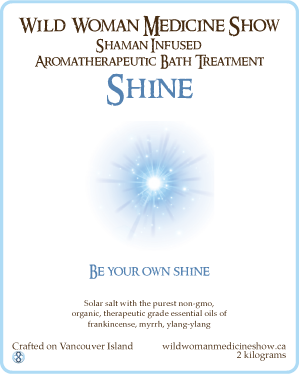 Wild Woman Medicine Show
Shaman Infused
Aromatherapeutic Bath Treatment
Shine
Be your own shine
Solar salt with the purest non-gmo,
organic, therapeutic grade essential oils of
frankincense, myrrh, ylang-ylang
Crafted on Vancouver Island
wildwomanmedicineshow.ca
2 kilograms